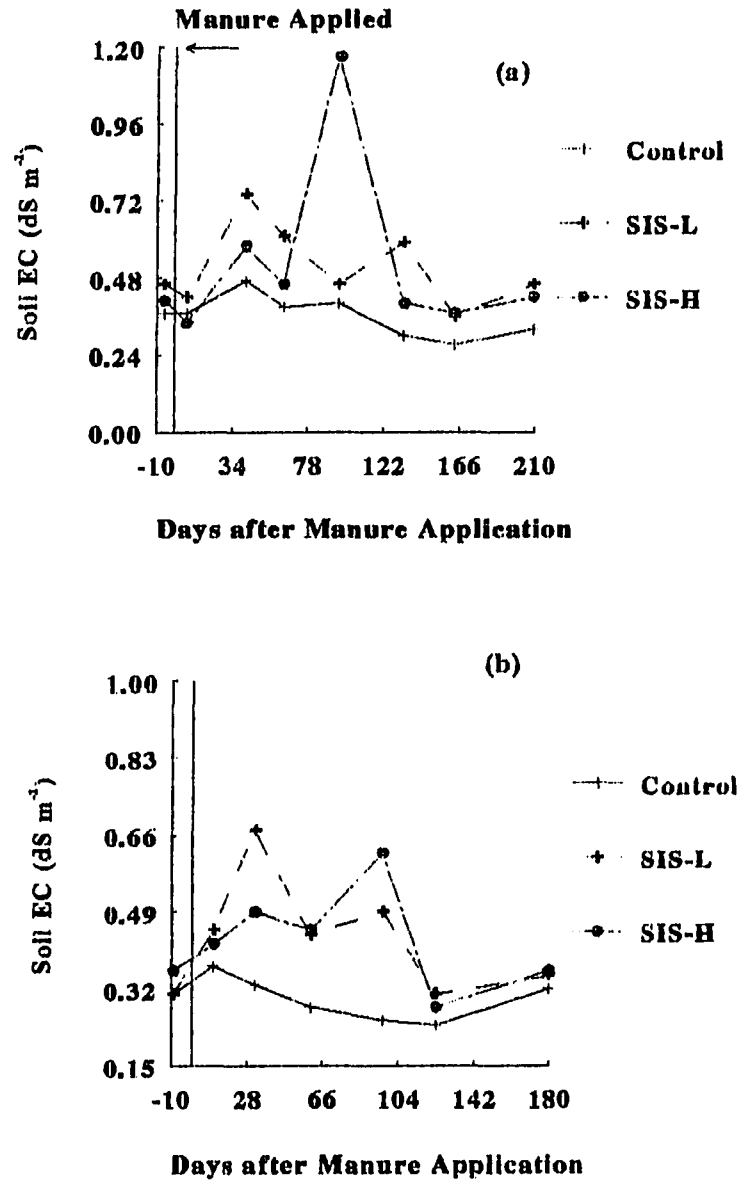 Manure Applied
(a)
1.20
0.96
0.72
0.48
0.24
0.00
Soil EC (dS m⁻¹)
-10 34 78 122 166 210
Days after Manure Application
Control
SIS-L
SIS-H
(b)
1.00
0.83
0.66
0.49
0.32
0.15
Soil EC (dS m⁻¹)
-10 28 66 104 142 180
Days after Manure Application
Control
SIS-L
SIS-H